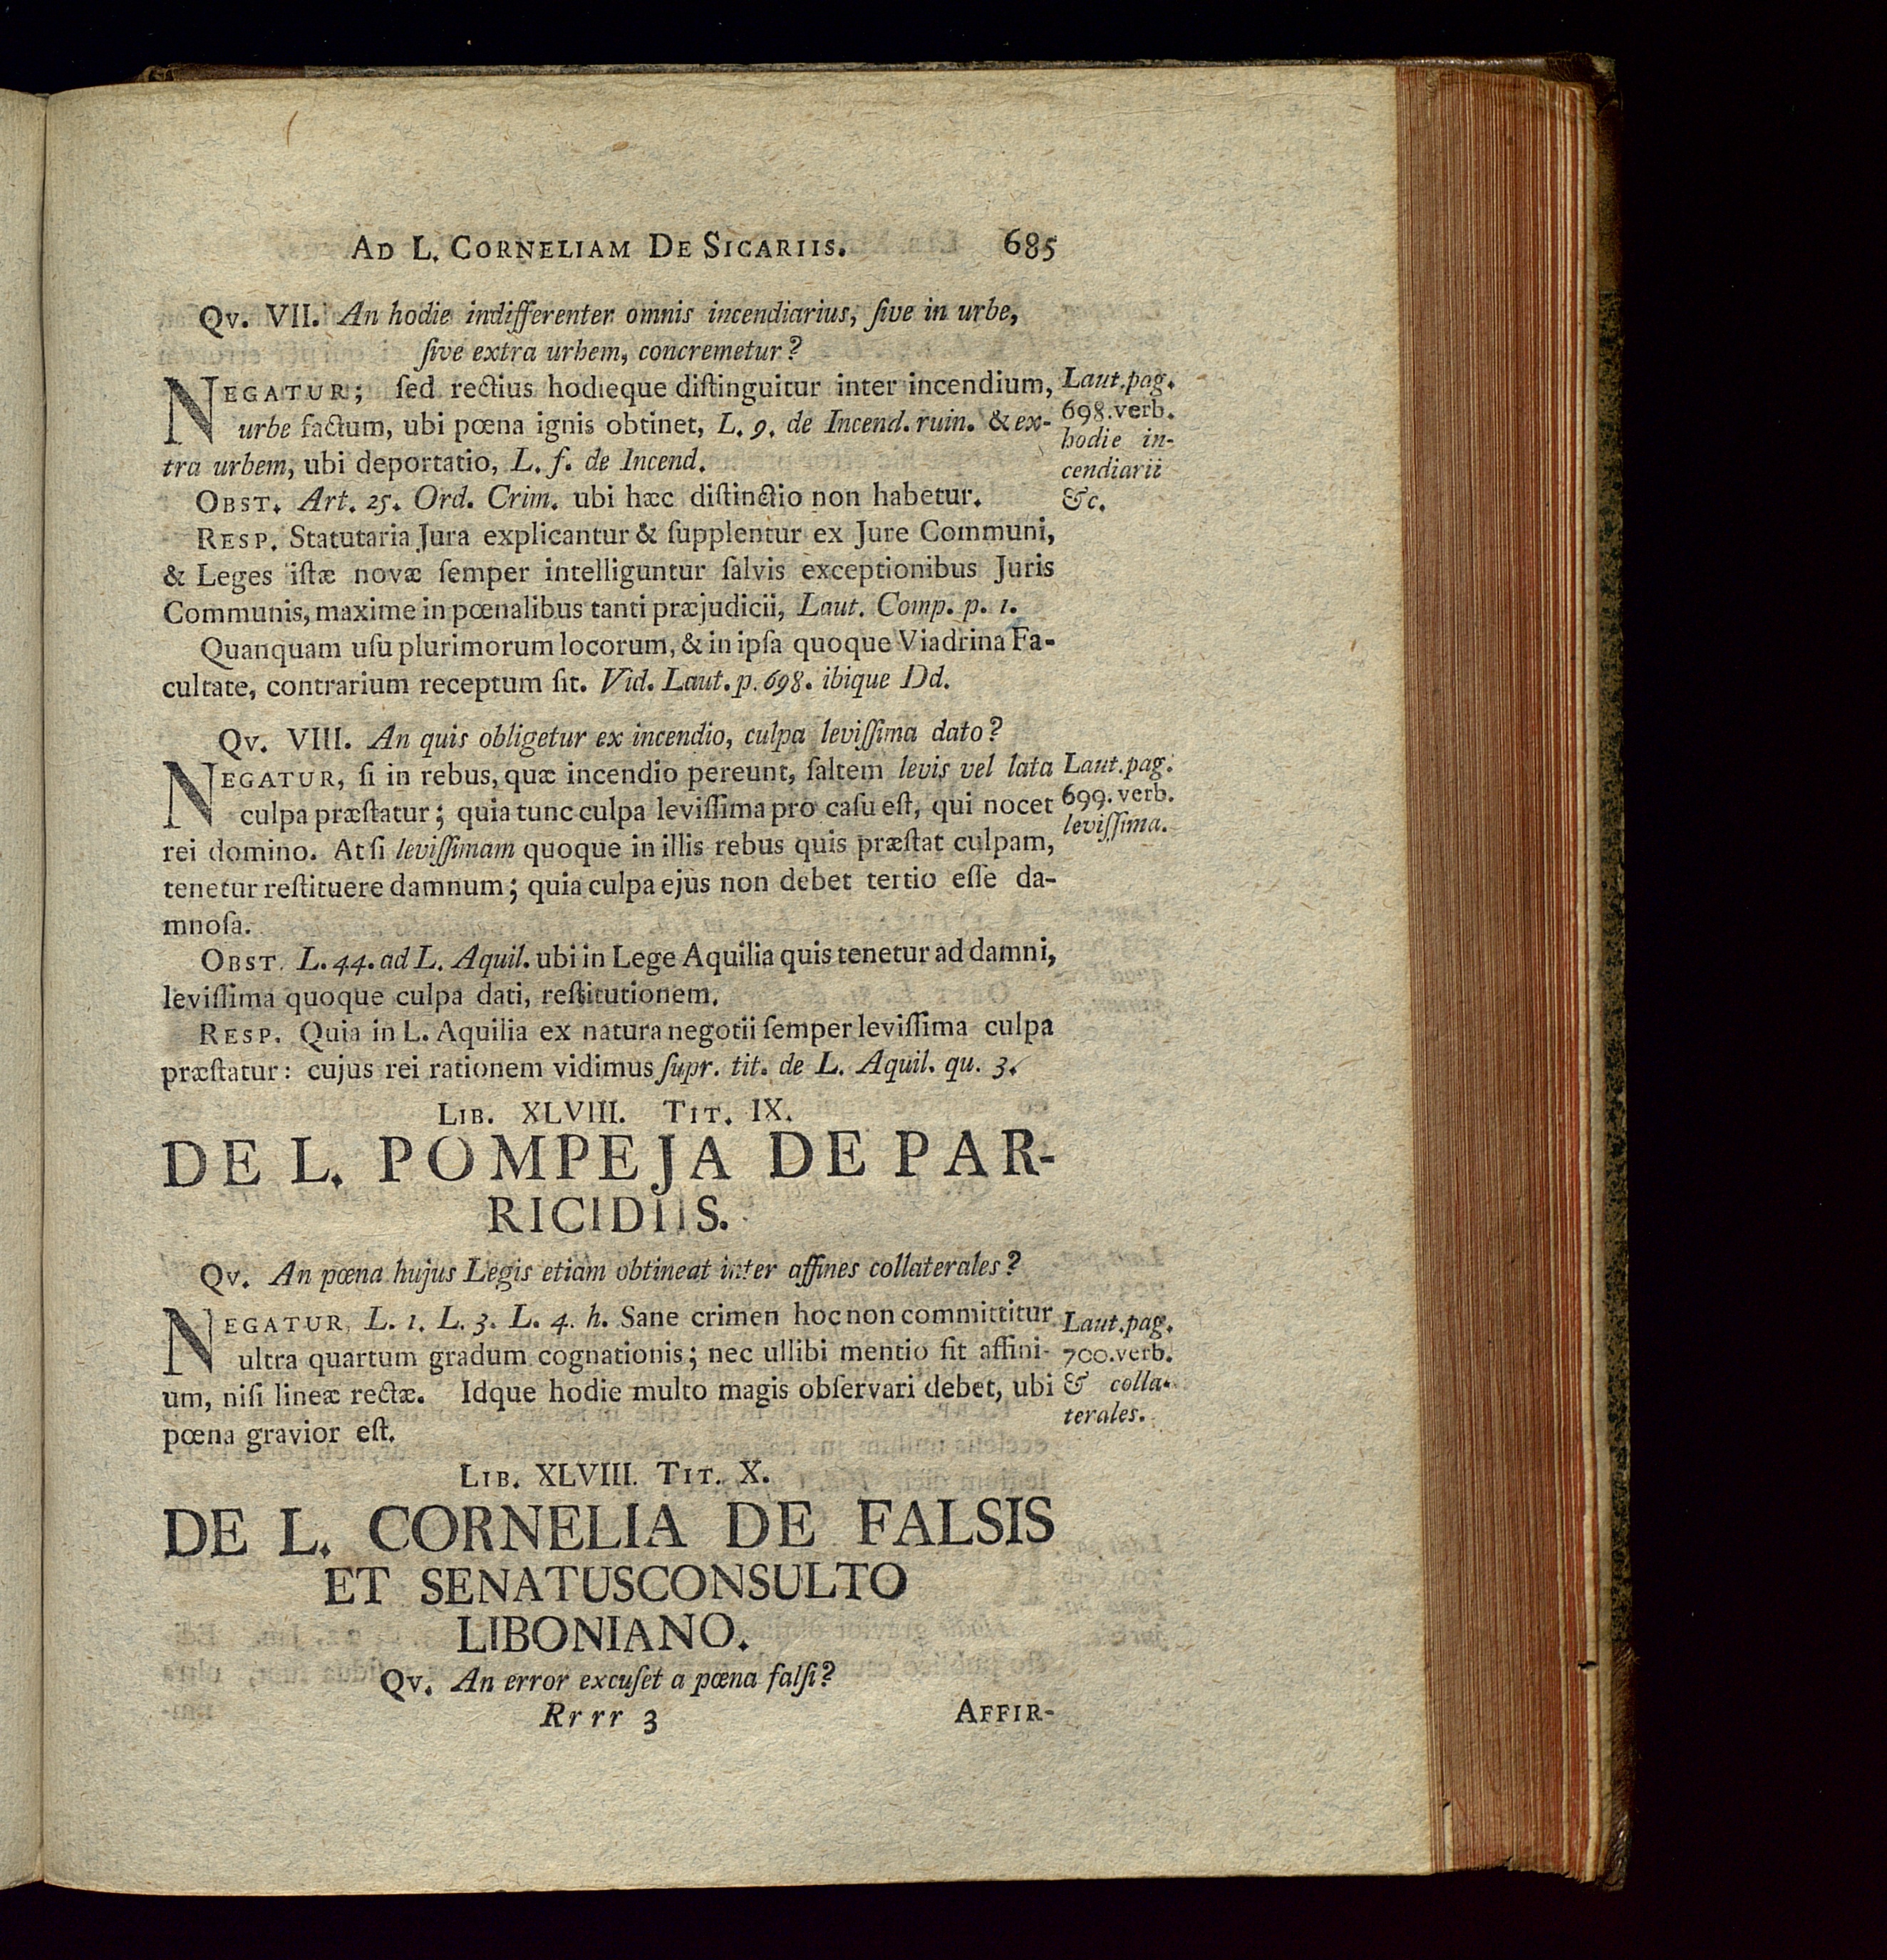 AD L. CORNELIAM DE SICARIIS. 685
Qv. VII. An hodie indifferenter omnis incendiarius, ſive in urbe,
ſive extra urbem, concremetur?
NEGATUR; ſed rectius hodieque diſtinguitur inter incendium,
urbe factum, ubi pœna ignis obtinet, L. 9. de Incend. ruin. & ex-
tra urbem, ubi deportatio, L. f. de Incend.
Laut. pag.
698. verb.
hodie in-
cendiarii
&c.
OBST. Art. 25. Ord. Crim. ubi hæc diſtinctio non habetur.
RESP. Statutaria Jura explicantur & ſupplentur ex Jure Communi,
& Leges iſtæ novæ ſemper intelliguntur ſalvis exceptionibus Juris
Communis, maxime in pœnalibus tanti præjudicii, Laut. Comp. p. 1.
Quanquam uſu plurimorum locorum, & in ipſa quoque Viadrina Fa-
cultate, contrarium receptum ſit. Vid. Laut. p. 698. ibique Dd.
Qv. VIII. An quis obligetur ex incendio, culpa leviſſima dato?
NEGATUR, ſi in rebus, quæ incendio pereunt, ſaltem levis vel lata
culpa præſtatur; quia tunc culpa leviſſima pro caſu eſt, qui nocet
rei domino. At ſi leviſſimam quoque in illis rebus quis præſtat culpam,
tenetur reſtituere damnum; quia culpa ejus non debet tertio eſſe da-
mnoſa.
Laut. pag.
699. verb.
leviſſima.
OBST. L. 44. ad L. Aquil. ubi in Lege Aquilia quis tenetur ad damni,
leviſſima quoque culpa dati, reſtitutionem.
RESP. Quia in L. Aquilia ex natura negotii ſemper leviſſima culpa
præſtatur: cujus rei rationem vidimus ſupr. tit. de L. Aquil. qu. 3.
LIB. XLVIII. TIT. IX.
DE L. POMPEJA DE PAR-
RICIDIIS.
Qv. An pœna hujus Legis etiam obtineat inter affines collaterales?
NEGATUR, L. 1. L. 3. L. 4. h. Sane crimen hoc non committitur
ultra quartum gradum cognationis; nec ullibi mentio fit affini-
um, niſi lineæ rectæ. Idque hodie multo magis obſervari debet, ubi
pœna gravior eſt.
Laut. pag.
700. verb.
& colla-
terales.
LIB. XLVIII. TIT. X.
DE L. CORNELIA DE FALSIS
ET SENATUSCONSULTO
LIBONIANO.
Qv. An error excuſet a pœna falſi?
Rrrr 3 AFFIR-